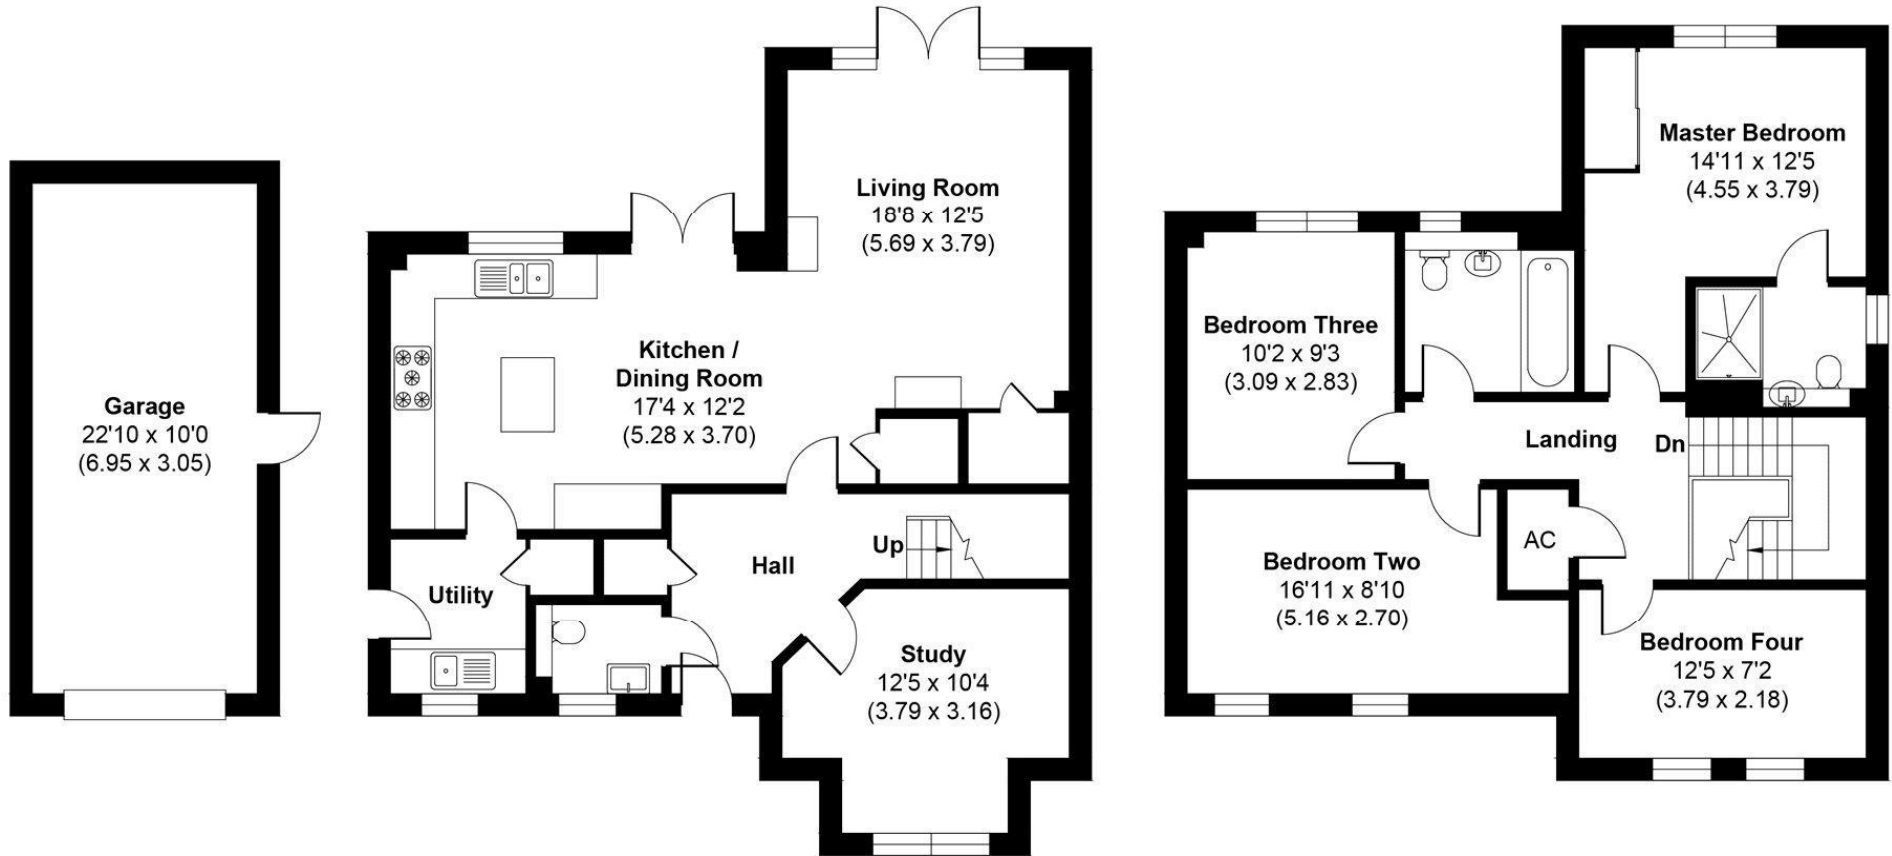 Garage
22'10 x 10'0
(6.95 x 3.05)
Living Room
18'8 x 12'5
(5.69 x 3.79)
Kitchen /
Dining Room
17'4 x 12'2
(5.28 x 3.70)
Utility
Hall
Up
Study
12'5 x 10'4
(3.79 x 3.16)
Master Bedroom
14'11 x 12'5
(4.55 x 3.79)
Bedroom Three
10'2 x 9'3
(3.09 x 2.83)
Landing
Dn
AC
Bedroom Two
16'11 x 8'10
(5.16 x 2.70)
Bedroom Four
12'5 x 7'2
(3.79 x 2.18)